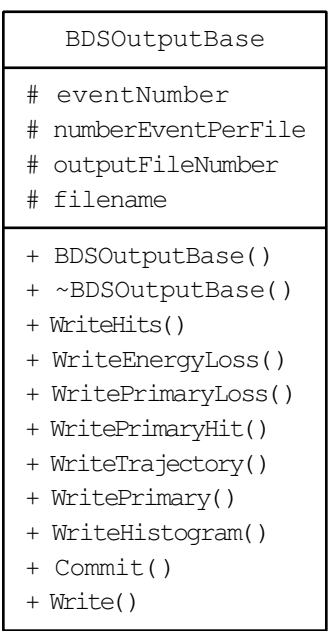 BDSOutputBase
# eventNumber
# numberEventPerFile
# outputFileNumber
# filename
+ BDSOutputBase()
+ ~BDSOutputBase()
+ WriteHits()
+ WriteEnergyLoss()
+ WritePrimaryLoss()
+ WritePrimaryHit()
+ WriteTrajectory()
+ WritePrimary()
+ WriteHistogram()
+ Commit()
+ Write()